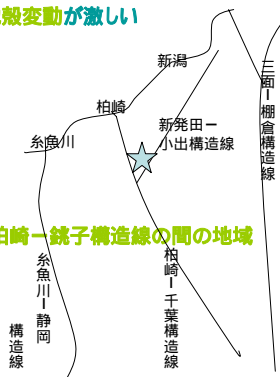 殻変動が激しい
新潟
三面ー棚倉構造線
柏崎
新発田ー
小出構造線
糸魚川
柏崎ー銚子構造線の間の地域
糸魚川ー静岡
構造線
柏崎ー千葉構造線